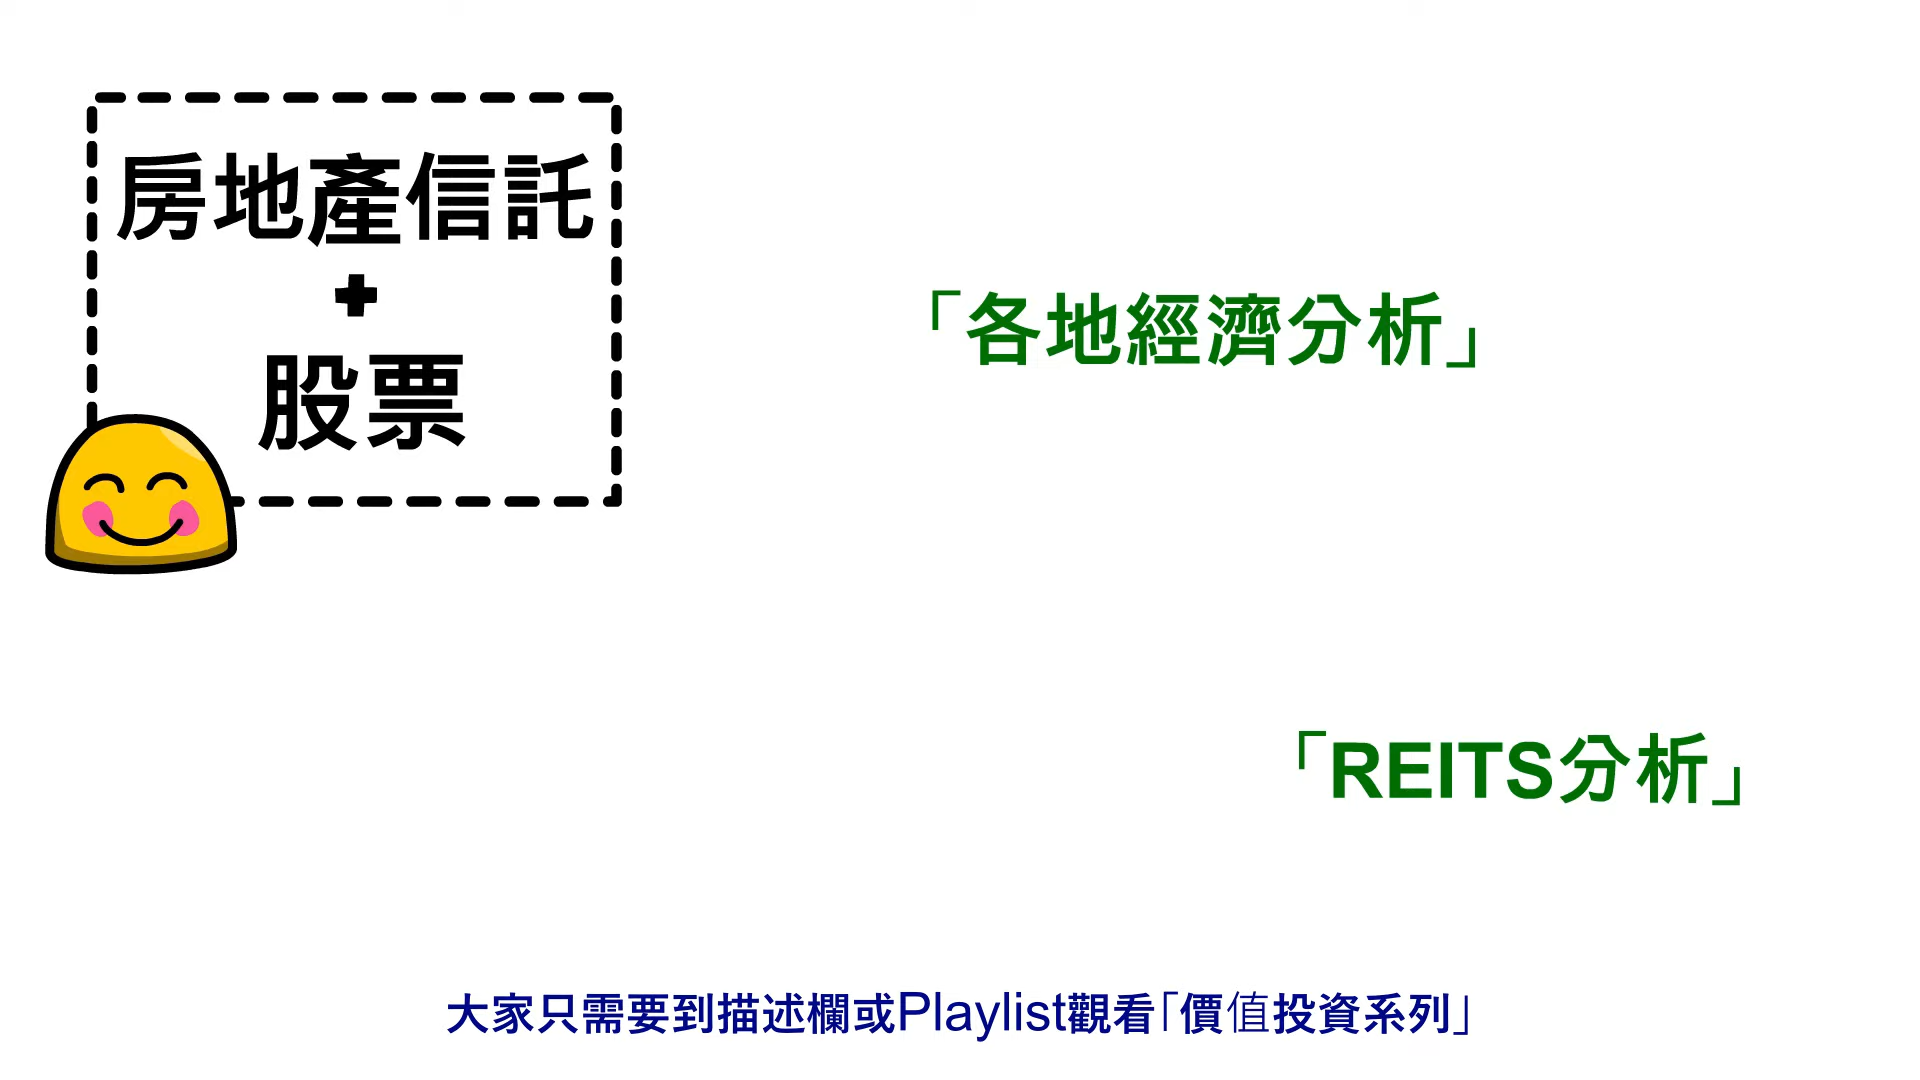 房地產信託
+
股票
「各地經濟分析」
「REITS分析」
大家只需要到描述欄或Playlist觀看「價值投資系列」